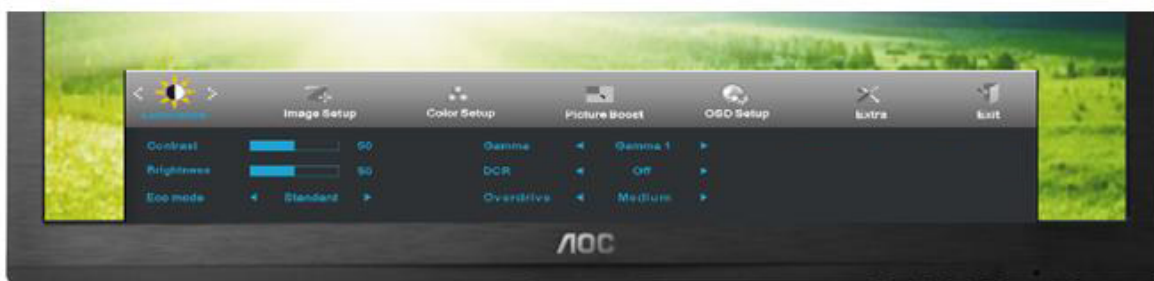 < >
Luminance Image Setup Color Setup Picture Boost OSD Setup Extra Exit
Contrast 50 Gamma Gamma 1
Brightness 50 DCR Off
Eco mode Standard Overdrive Medium
AOC